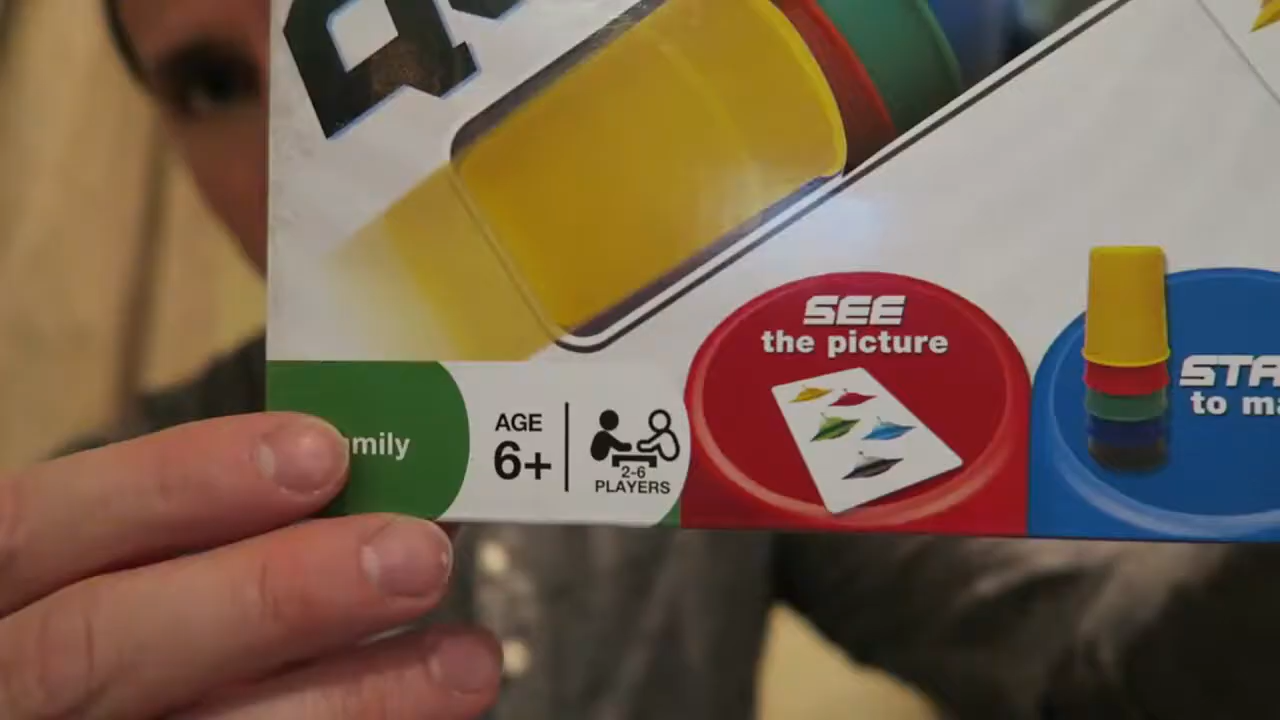 mily
AGE
6+
2-6
PLAYERS
SEE
the picture
STA
to ma